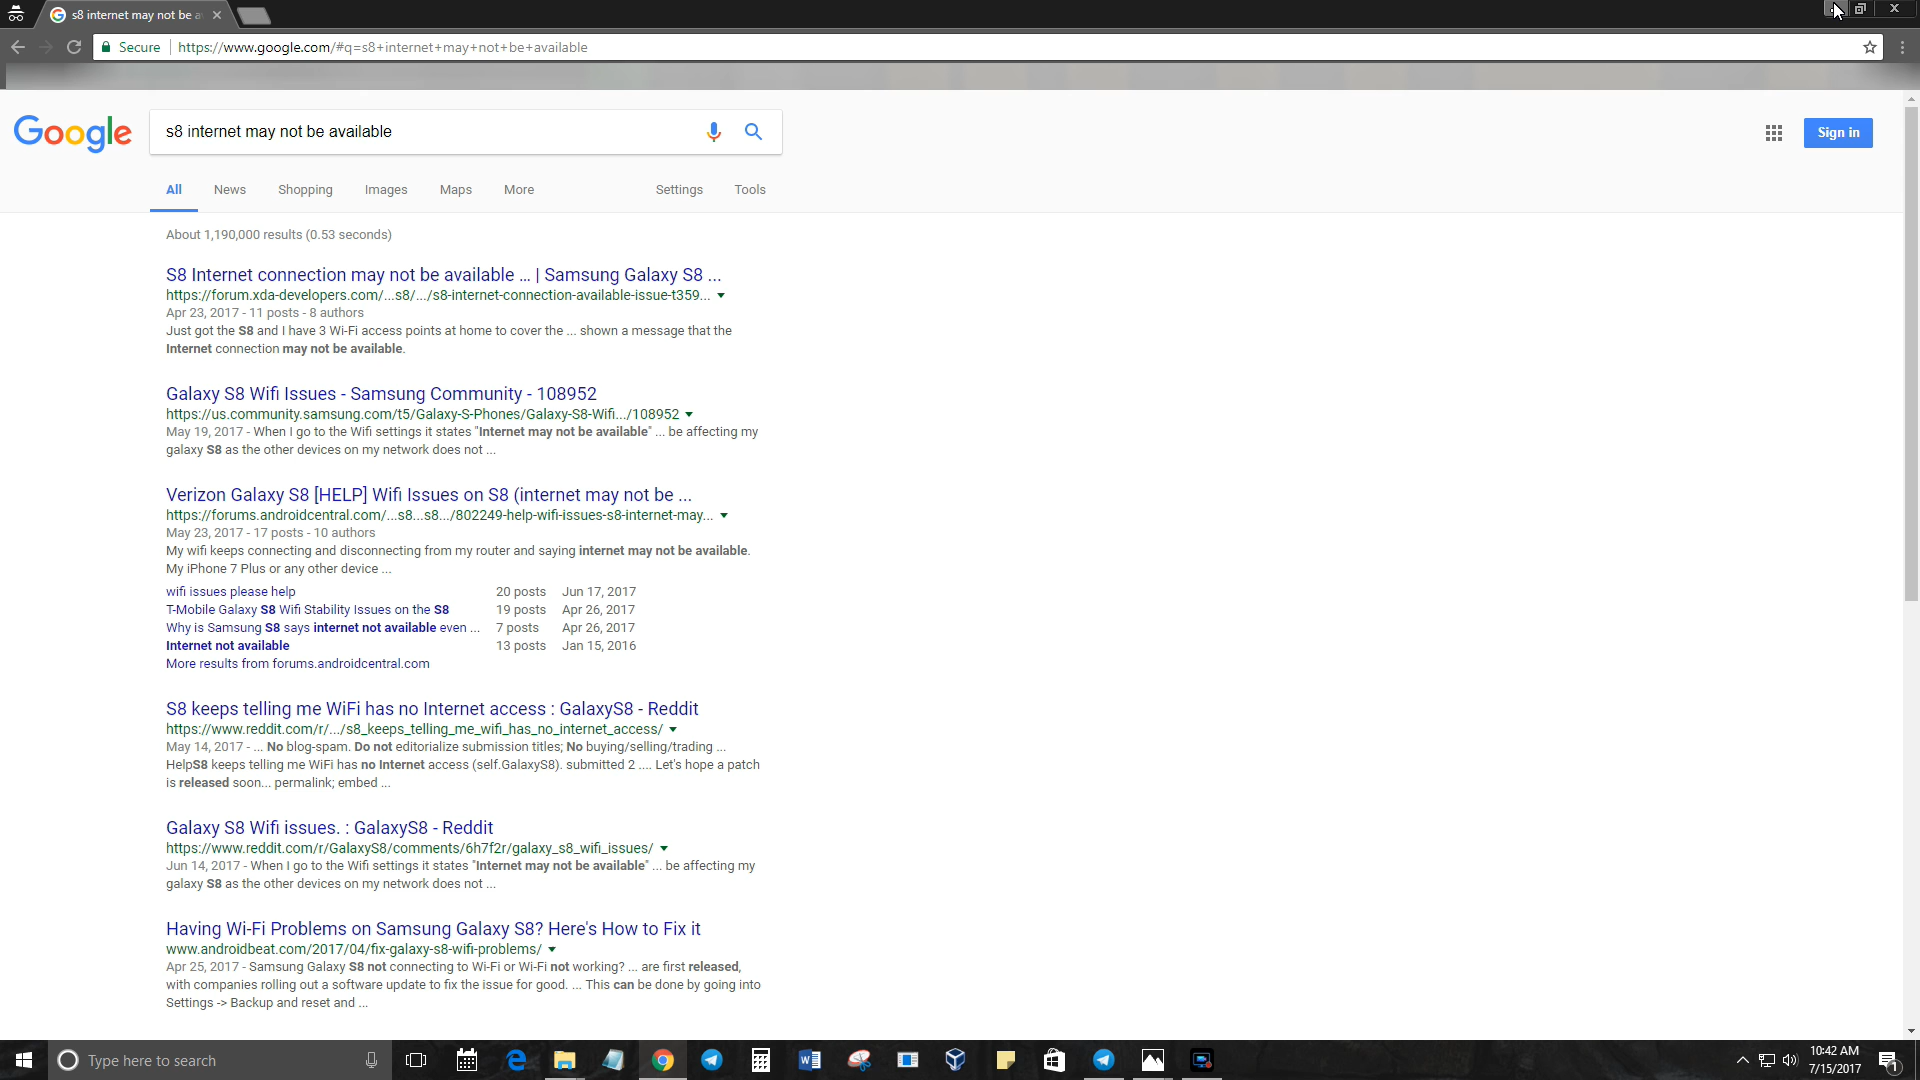 s8 internet may not be a
Secure
https://www.google.com/#q=s8+internet+may+not+be+available
Google
s8 internet may not be available
Sign in
All News Shopping Images Maps More Settings Tools
About 1,190,000 results (0.53 seconds)
S8 Internet connection may not be available ... | Samsung Galaxy S8 ...
https://forum.xda-developers.com/...s8/.../s8-internet-connection-available-issue-t359...
Apr 23, 2017 - 11 posts - 8 authors
Just got the S8 and I have 3 Wi-Fi access points at home to cover the ... shown a message that the
Internet connection may not be available.
Galaxy S8 Wifi Issues - Samsung Community - 108952
https://us.community.samsung.com/t5/Galaxy-S-Phones/Galaxy-S8-Wifi.../108952
May 19, 2017 - When I go to the Wifi settings it states "Internet may not be available" ... be affecting my
galaxy S8 as the other devices on my network does not ...
Verizon Galaxy S8 [HELP] Wifi Issues on S8 (internet may not be ...
https://forums.androidcentral.com/...s8...s8.../802249-help-wifi-issues-s8-internet-may...
May 23, 2017 - 17 posts - 10 authors
My wifi keeps connecting and disconnecting from my router and saying internet may not be available.
My iPhone 7 Plus or any other device ...
wifi issues please help 20 posts Jun 17, 2017
T-Mobile Galaxy S8 Wifi Stability Issues on the S8 19 posts Apr 26, 2017
Why is Samsung S8 says internet not available even ... 7 posts Apr 26, 2017
Internet not available 13 posts Jan 15, 2016
More results from forums.androidcentral.com
S8 keeps telling me WiFi has no Internet access : GalaxyS8 - Reddit
https://www.reddit.com/r/.../s8_keeps_telling_me_wifi_has_no_internet_access/
May 14, 2017 - ... No blog-spam. Do not editorialize submission titles; No buying/selling/trading ...
HelpS8 keeps telling me WiFi has no Internet access (self.GalaxyS8). submitted 2 .... Let's hope a patch
is released soon... permalink; embed ...
Galaxy S8 Wifi issues. : GalaxyS8 - Reddit
https://www.reddit.com/r/GalaxyS8/comments/6h7f2r/galaxy_s8_wifi_issues/
Jun 14, 2017 - When I go to the Wifi settings it states "Internet may not be available" ... be affecting my
galaxy S8 as the other devices on my network does not ...
Having Wi-Fi Problems on Samsung Galaxy S8? Here's How to Fix it
www.androidbeat.com/2017/04/fix-galaxy-s8-wifi-problems/
Apr 25, 2017 - Samsung Galaxy S8 not connecting to Wi-Fi or Wi-Fi not working? ... are first released,
with companies rolling out a software update to fix the issue for good. ... This can be done by going into
Settings -> Backup and reset and ...
Type here to search
10:42 AM
7/15/2017
1